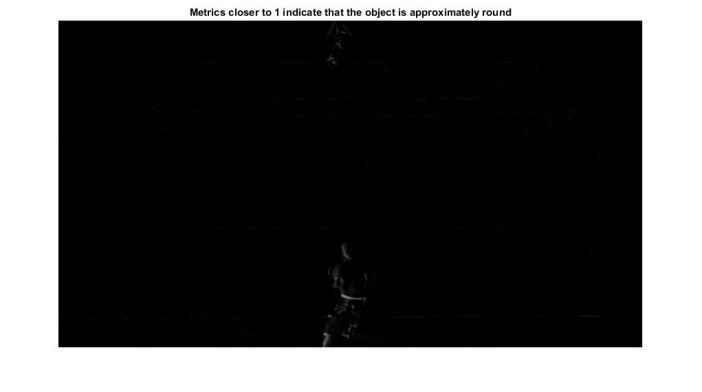 Metrics closer to 1 indicate that the object is approximately round